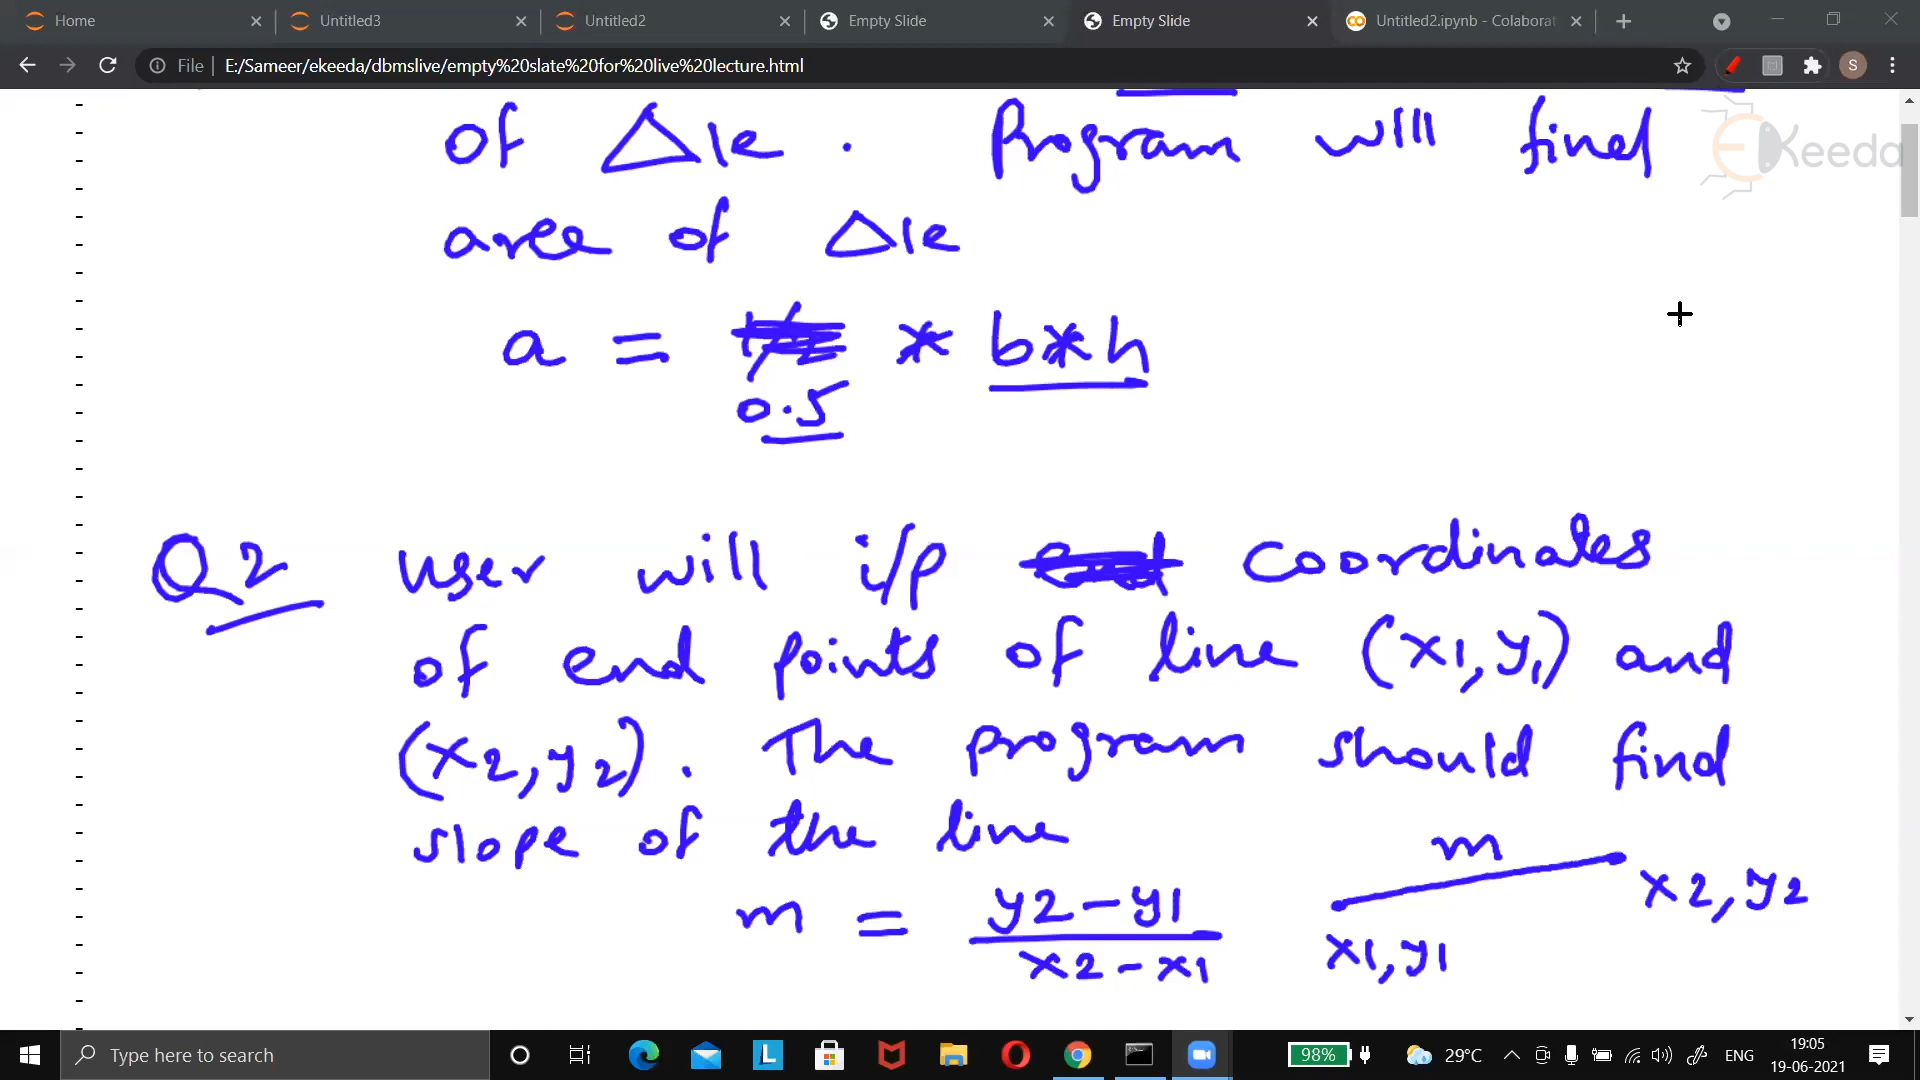 Home
Untitled3
Untitled2
Empty Slide
Empty Slide
Untitled2.ipynb - Colaborat
File
E:/Sameer/ekeeda/dbmslive/empty%20slate%20for%20live%20lecture.html
S
EKeeda
of △le . Program will find
area of △le
a = * b*h
0.5
Q2 user will i/p coordinates
of end points of line (x1,y1) and
(x2,y2). The program should find
slope of the line
m
x2,y2
m = y2-y1
x2-x1
x1,y1
Type here to search
98%
29°C
ENG
19:05
19-06-2021